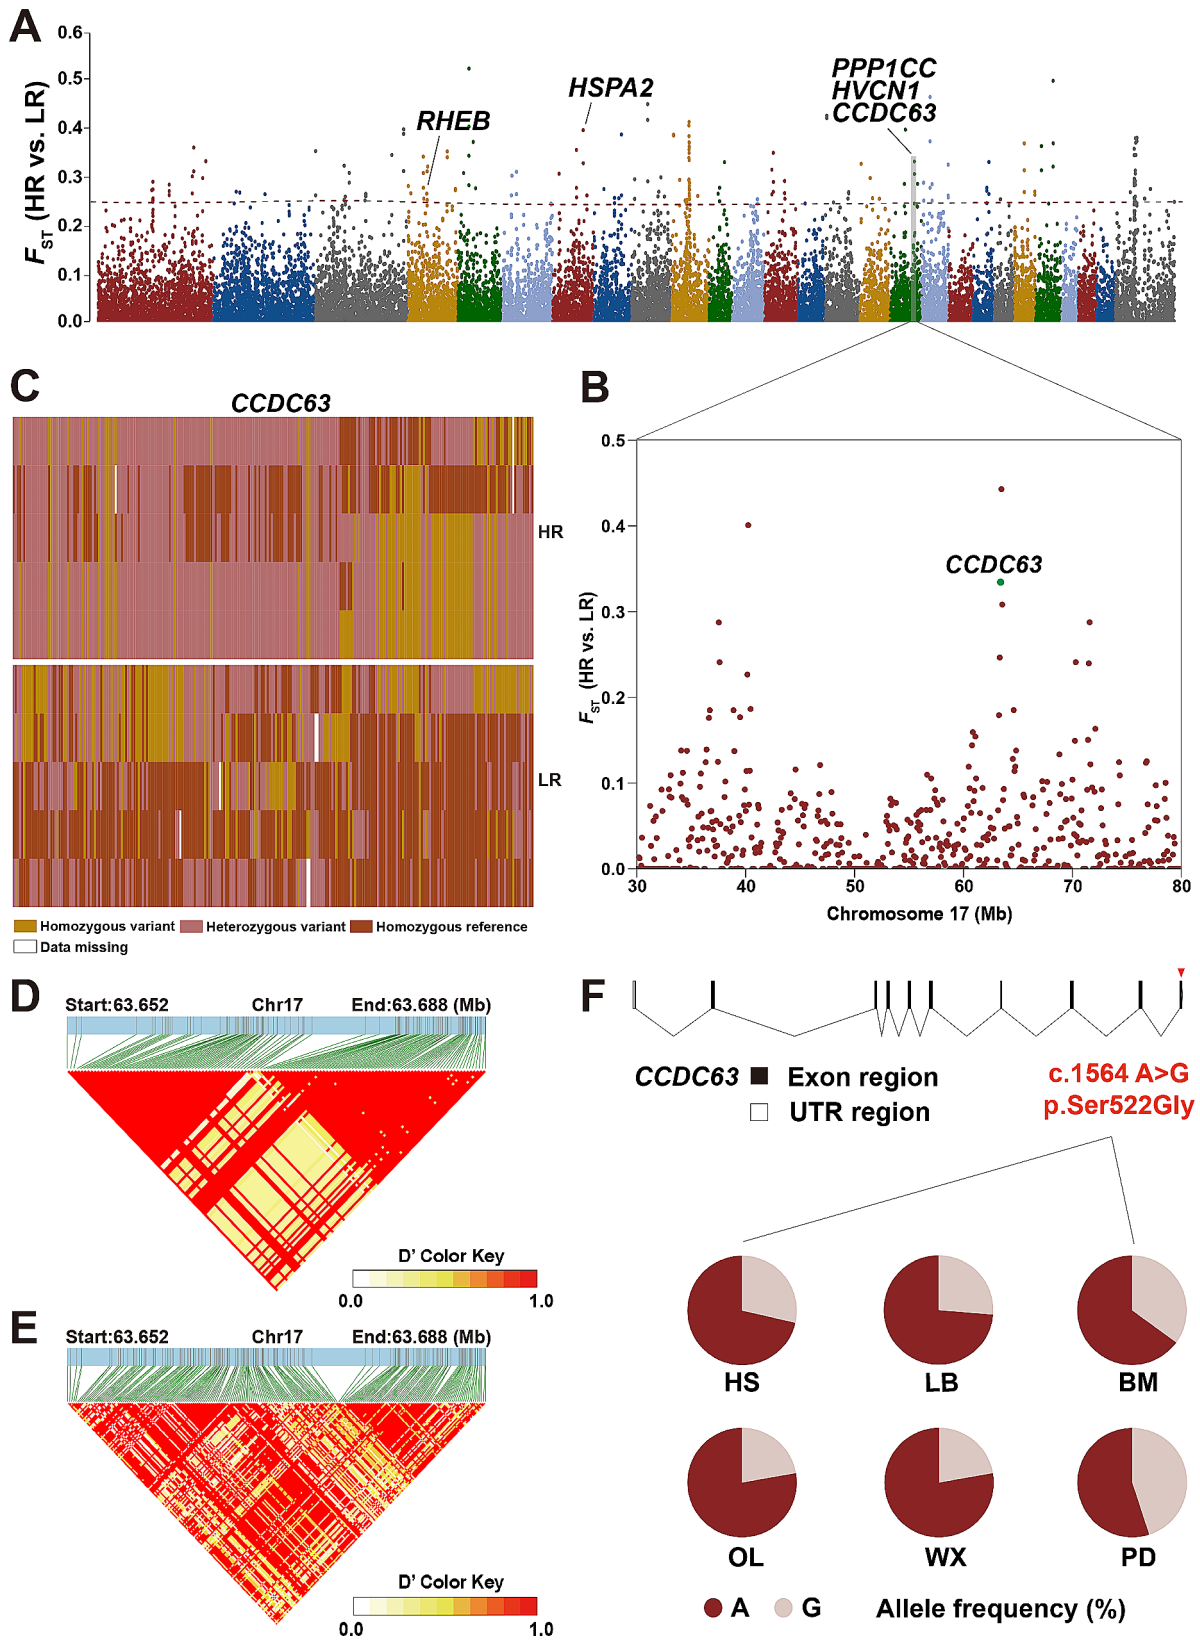 A
0.6
0.5
0.4
0.3
0.2
0.1
0.0
FST (HR vs. LR)
RHEB
HSPA2
PPP1CC
HVCN1
CCDC63
C
CCDC63
HR
LR
Homozygous variant
Heterozygous variant
Homozygous reference
Data missing
B
0.5
0.4
0.3
0.2
0.1
0.0
FST (HR vs. LR)
CCDC63
30 40 50 60 70 80
Chromosome 17 (Mb)
D
Start:63.652 Chr17 End:63.688 (Mb)
D’ Color Key
0.0 1.0
E
Start:63.652 Chr17 End:63.688 (Mb)
D’ Color Key
0.0 1.0
F
CCDC63 Exon region
UTR region
c.1564 A>G
p.Ser522Gly
HS LB BM
OL WX PD
A G Allele frequency (%)